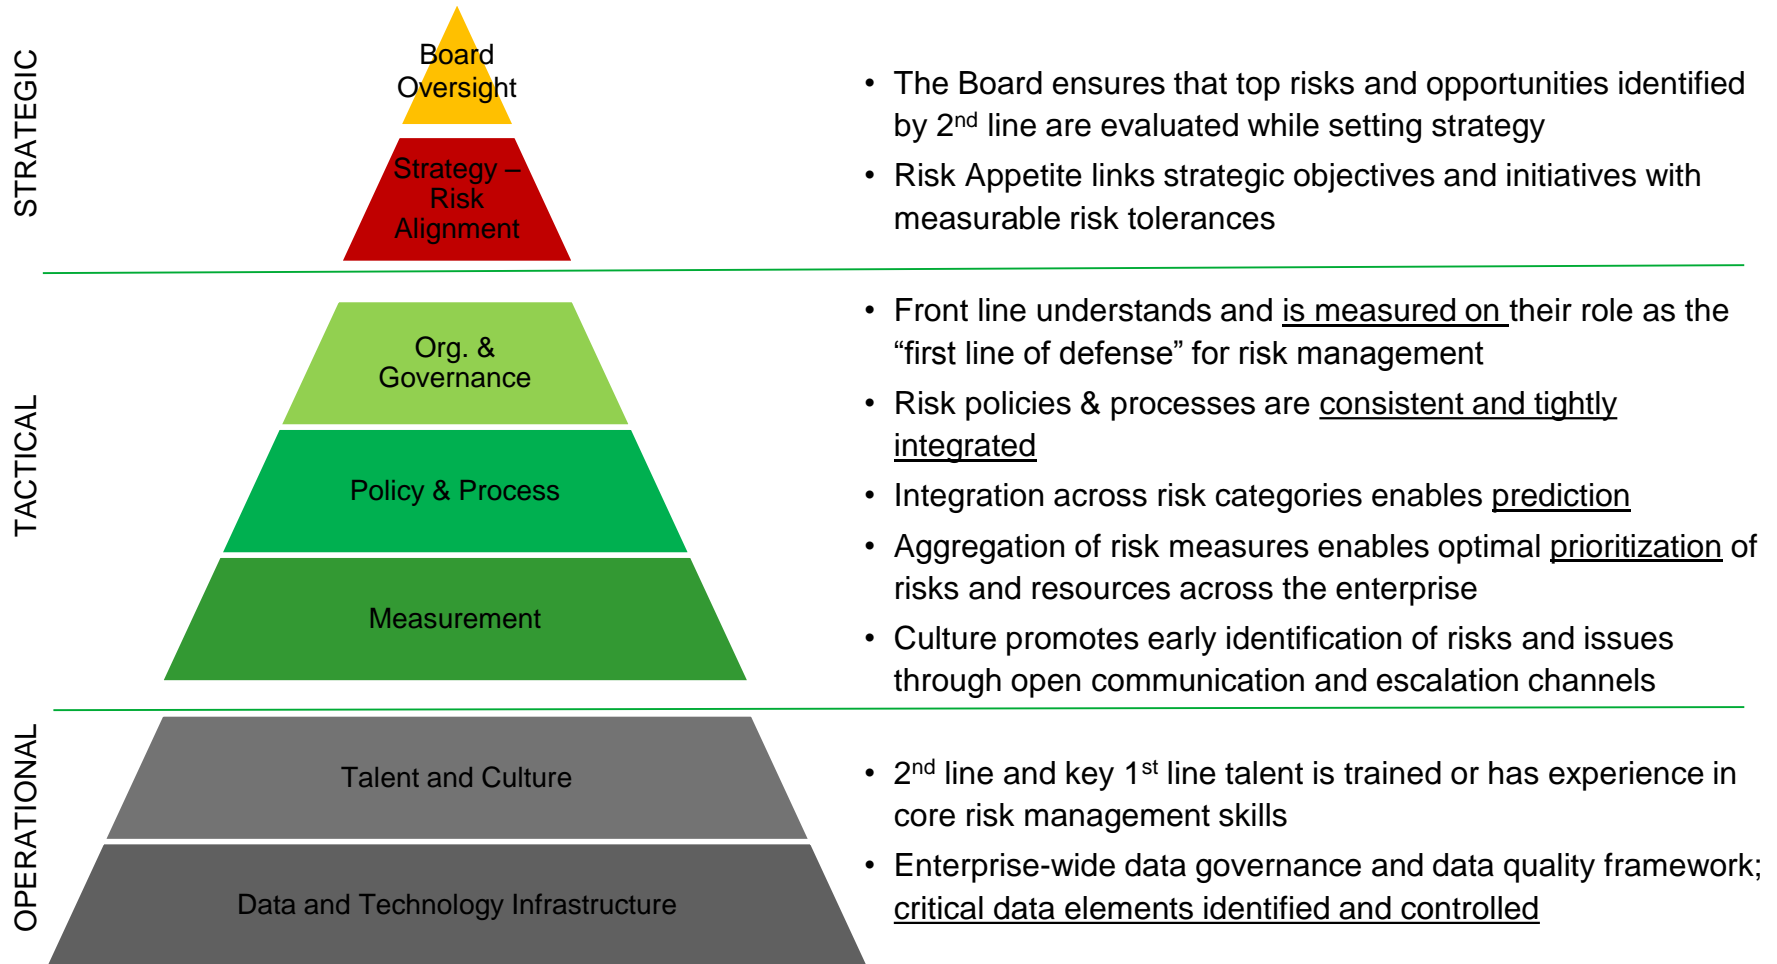 STRATEGIC
Board
Oversight
Strategy –
Risk
Alignment
• The Board ensures that top risks and opportunities identified
by 2nd line are evaluated while setting strategy
• Risk Appetite links strategic objectives and initiatives with
measurable risk tolerances
TACTICAL
Org. &
Governance
Policy & Process
Measurement
• Front line understands and is measured on their role as the
“first line of defense” for risk management
• Risk policies & processes are consistent and tightly
integrated
• Integration across risk categories enables prediction
• Aggregation of risk measures enables optimal prioritization of
risks and resources across the enterprise
• Culture promotes early identification of risks and issues
through open communication and escalation channels
OPERATIONAL
Talent and Culture
Data and Technology Infrastructure
• 2nd line and key 1st line talent is trained or has experience in
core risk management skills
• Enterprise-wide data governance and data quality framework;
critical data elements identified and controlled